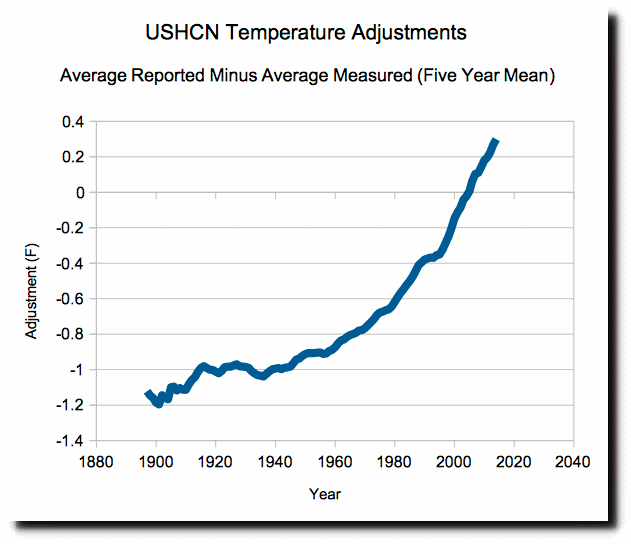 USHCN Temperature Adjustments
Average Reported Minus Average Measured (Five Year Mean)
0.4
0.2
0
-0.2
-0.4
-0.6
-0.8
-1
-1.2
-1.4
Adjustment (F)
1880 1900 1920 1940 1960 1980 2000 2020 2040
Year